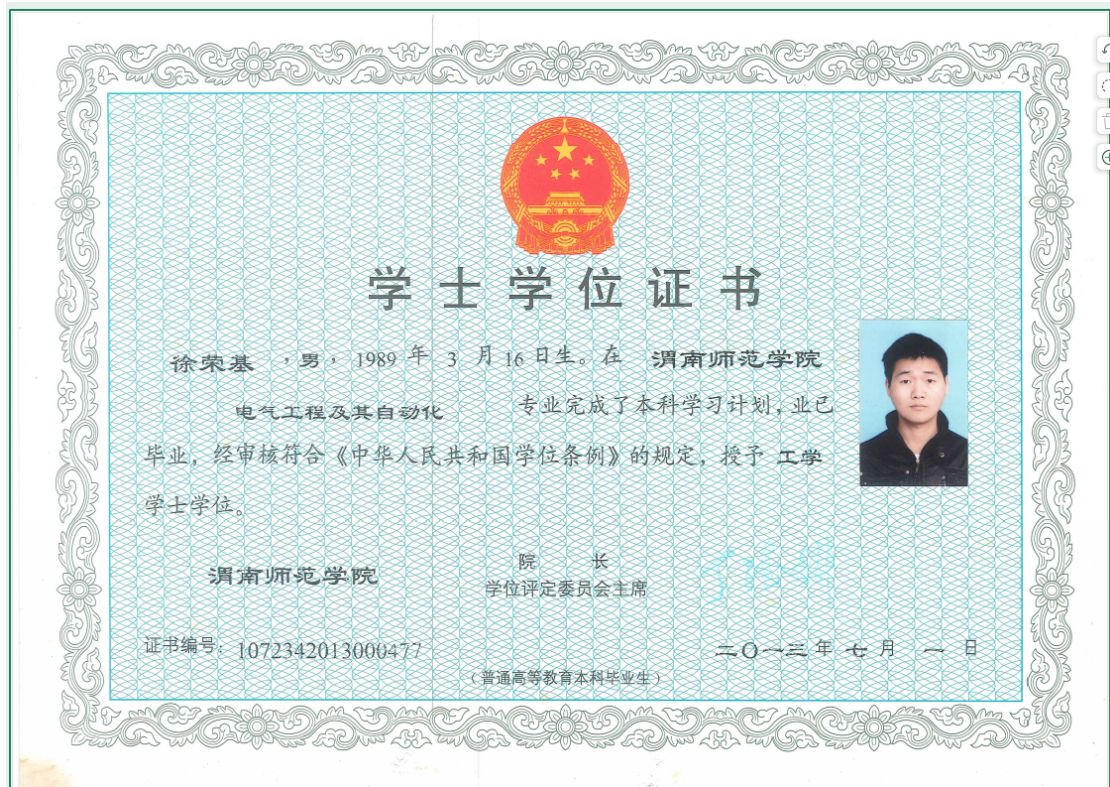 学士学位证书
徐荣基，男，1989 年 3 月 16 日生。在 渭南师范学院
电气工程及其自动化 专业完成了本科学习计划，业已
毕业，经审核符合《中华人民共和国学位条例》的规定，授予 工学
学士学位。
渭南师范学院
院 长
学位评定委员会主席
证书编号：1072342013000477
二〇一三年 七 月 一 日
（普通高等教育本科毕业生）